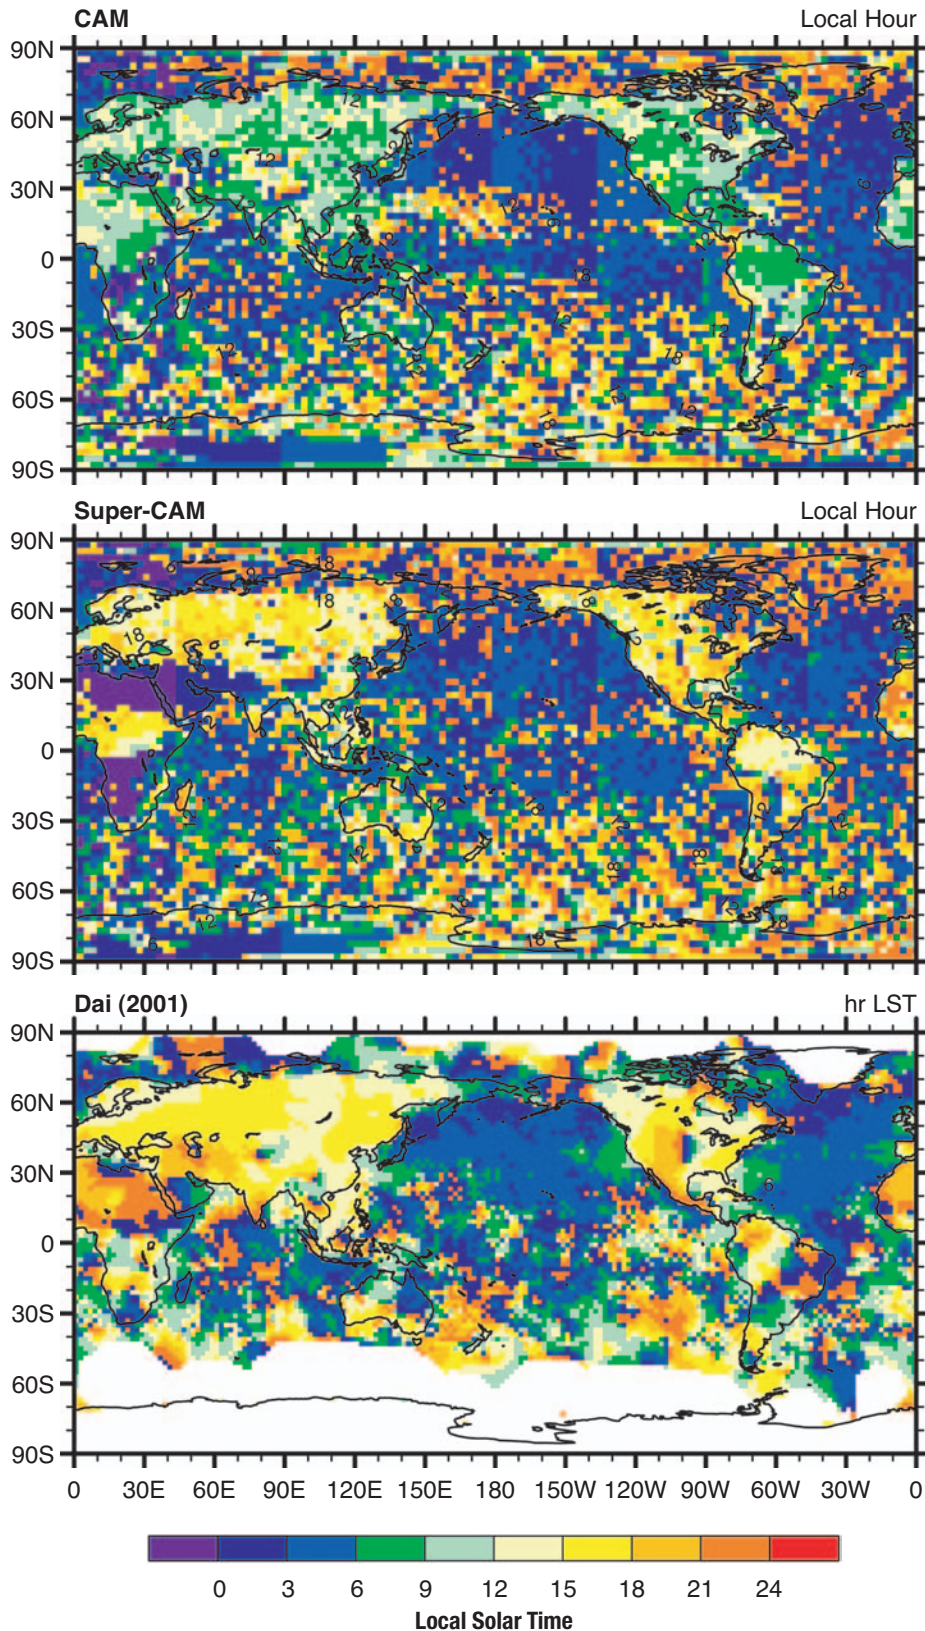 CAM Local Hour
90N
60N
30N
0
30S
60S
90S
Super-CAM Local Hour
90N
60N
30N
0
30S
60S
90S
Dai (2001) hr LST
90N
60N
30N
0
30S
60S
90S
0 30E 60E 90E 120E 150E 180 150W 120W 90W 60W 30W 0
0 3 6 9 12 15 18 21 24
Local Solar Time